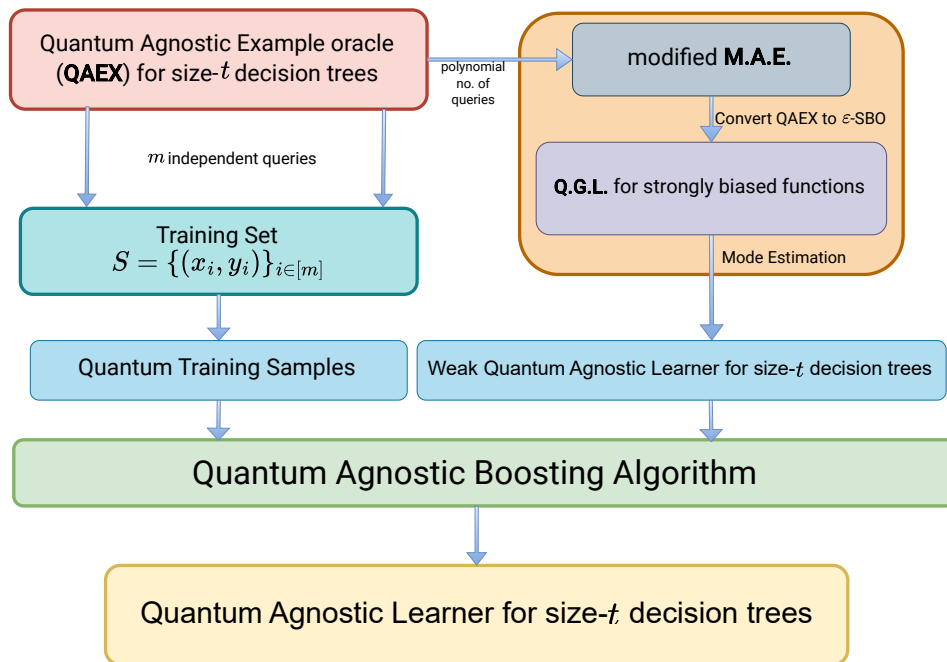 Quantum Agnostic Example oracle
(QAEX) for size-t decision trees
polynomial
no. of
queries
modified M.A.E.
Convert QAEX to ε-SBO
m independent queries
Q.G.L. for strongly biased functions
Training Set
S = {(x_i, y_i)}_{i∈[m]}
Mode Estimation
Quantum Training Samples
Weak Quantum Agnostic Learner for size-t decision trees
Quantum Agnostic Boosting Algorithm
Quantum Agnostic Learner for size-t decision trees